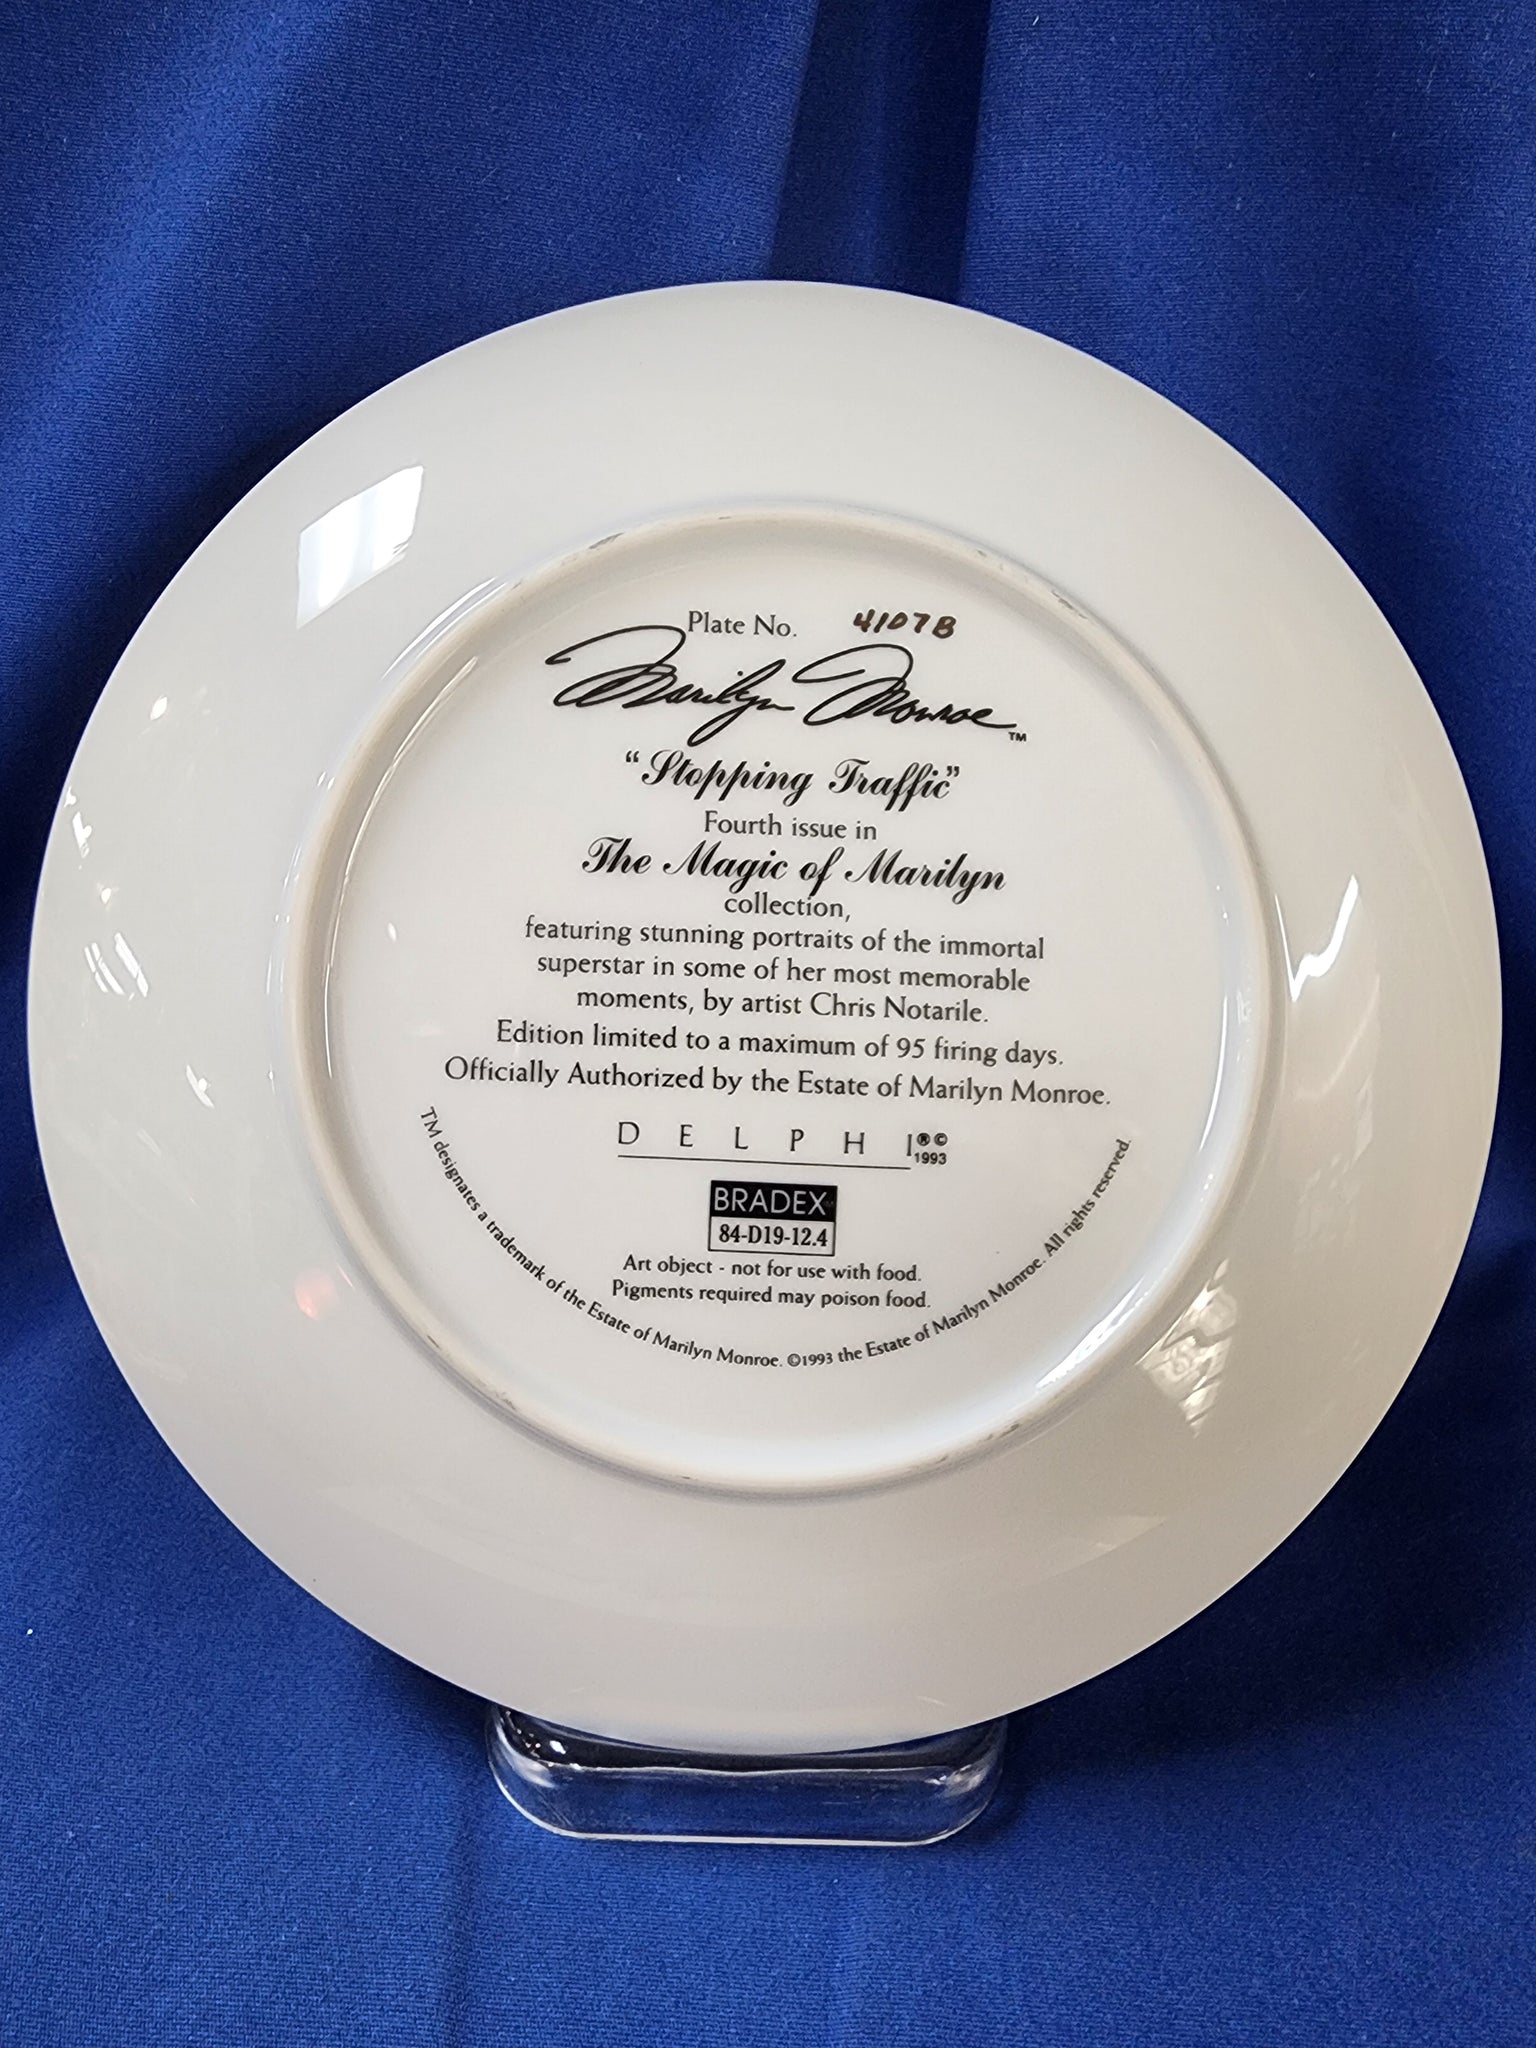 Plate No. 4107B
Marilyn Monroe™
“Stopping Traffic”
Fourth issue in
The Magic of Marilyn
collection,
featuring stunning portraits of the immortal
superstar in some of her most memorable
moments, by artist Chris Notarile.
Edition limited to a maximum of 95 firing days.
Officially Authorized by the Estate of Marilyn Monroe.
DELPHI®©
1993
BRADEX
84-D19-12.4
Art object - not for use with food.
Pigments required may poison food.
TM designates a trademark of the Estate of Marilyn Monroe. ©1993 the Estate of Marilyn Monroe. All rights reserved.